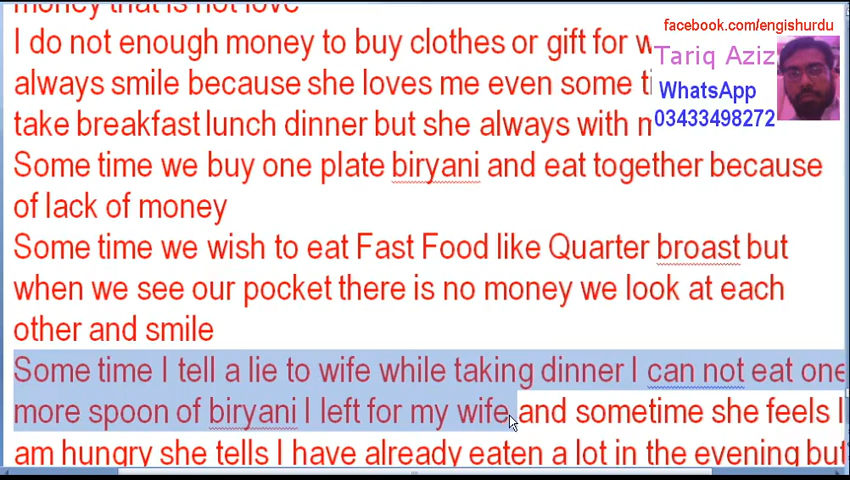 money that is not love
I do not enough money to buy clothes or gift for w
always smile because she loves me even some ti
take breakfast lunch dinner but she always with m
Some time we buy one plate biryani and eat together because
of lack of money
Some time we wish to eat Fast Food like Quarter broast but
when we see our pocket there is no money we look at each
other and smile
Some time I tell a lie to wife while taking dinner I can not eat one
more spoon of biryani I left for my wife and sometime she feels I
am hungry she tells I have already eaten a lot in the evening but
facebook.com/engishurdu
Tariq Aziz
WhatsApp
03433498272